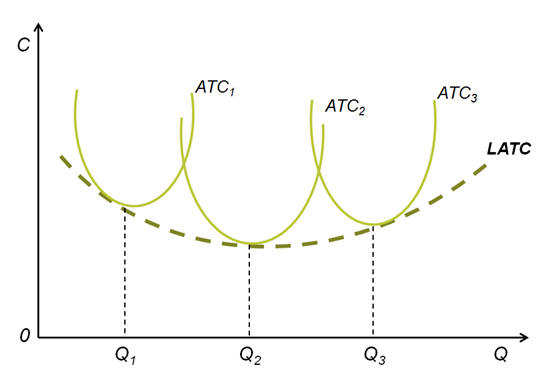 C
ATC₁
ATC₂
ATC₃
LATC
0
Q₁
Q₂
Q₃
Q